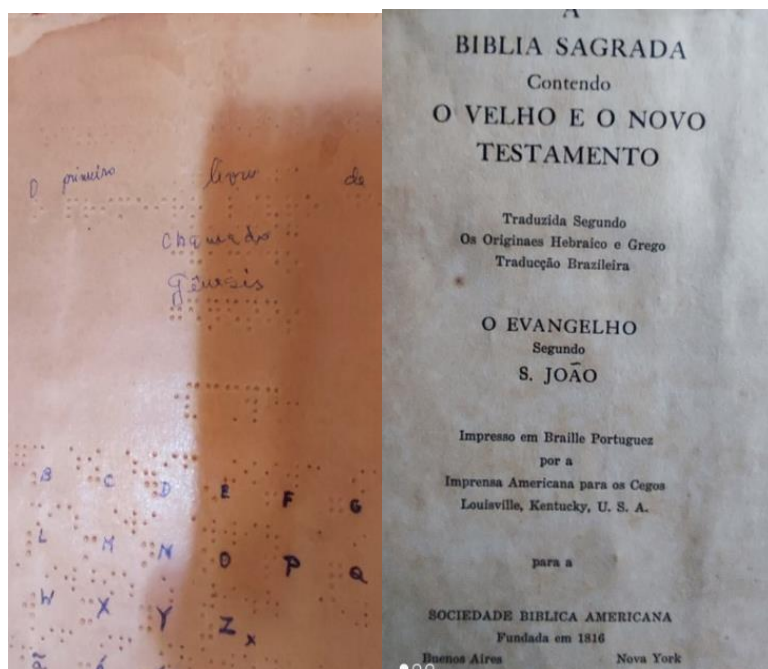 O primeiro livro de
chamado
Gênesis
B C D E F G
L M N O P Q
W X Y Z x
A
BIBLIA SAGRADA
Contendo
O VELHO E O NOVO
TESTAMENTO
Traduzida Segundo
Os Originaes Hebraico e Grego
Traducção Brazileira
O EVANGELHO
Segundo
S. JOÃO
Impresso em Braille Portuguez
por a
Imprensa Americana para os Cegos
Louisville, Kentucky, U. S. A.
para a
SOCIEDADE BIBLICA AMERICANA
Fundada em 1816
Buenos Aires Nova York